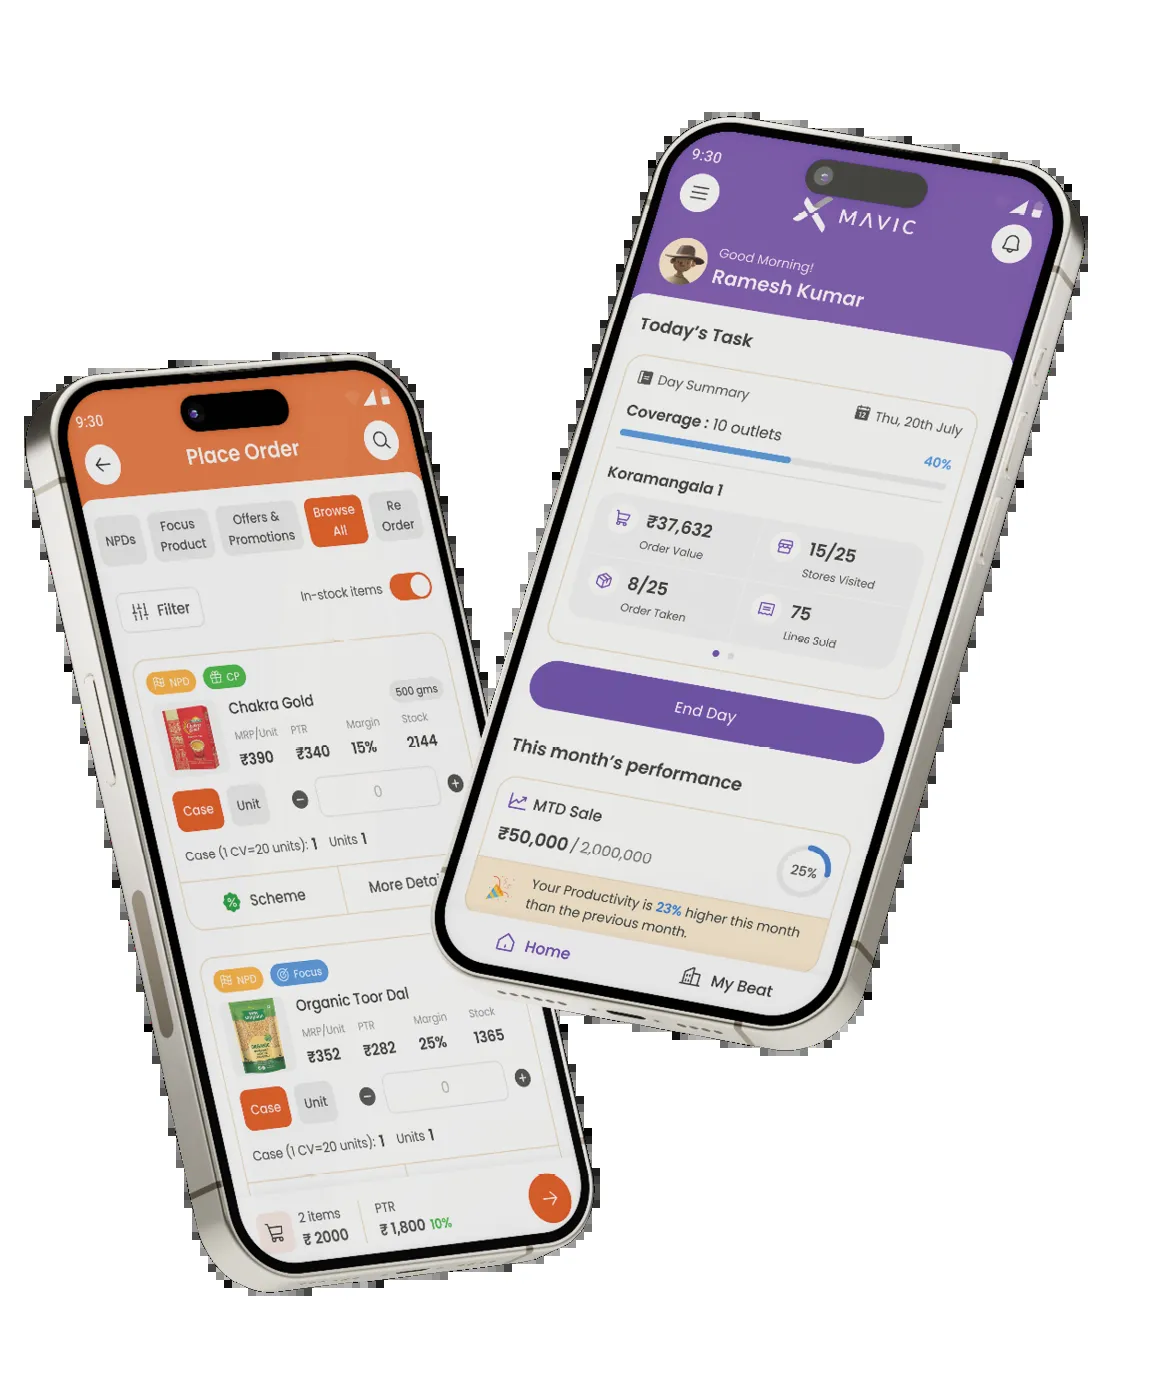 9:30
Place Order
NPDs
Focus
Product
Offers &
Promotions
Browse
All
Re
Order
Filter
In-stock items
NPD
CP
Chakra Gold
500 gms
MRP/Unit PTR Margin Stock
₹390 ₹340 15% 2144
Case
Unit
0
Case (1 CV=20 units): 1 Units 1
Scheme
More Detai
NPD
Focus
Organic Toor Dal
MRP/Unit PTR Margin Stock
₹352 ₹282 25% 1365
Case
Unit
0
Case (1 CV=20 units): 1 Units 1
2 items
₹ 2000
PTR
₹ 1,800 10%
9:30
MAVIC
Good Morning!
Ramesh Kumar
Today's Task
Day Summary
Thu, 20th July
Coverage : 10 outlets
40%
Koramangala 1
₹37,632
Order Value
15/25
Stores Visited
8/25
Order Taken
75
Lines Sold
End Day
This month's performance
MTD Sale
₹50,000 / 2,000,000
25%
Your Productivity is 23% higher this month
than the previous month.
Home
My Beat